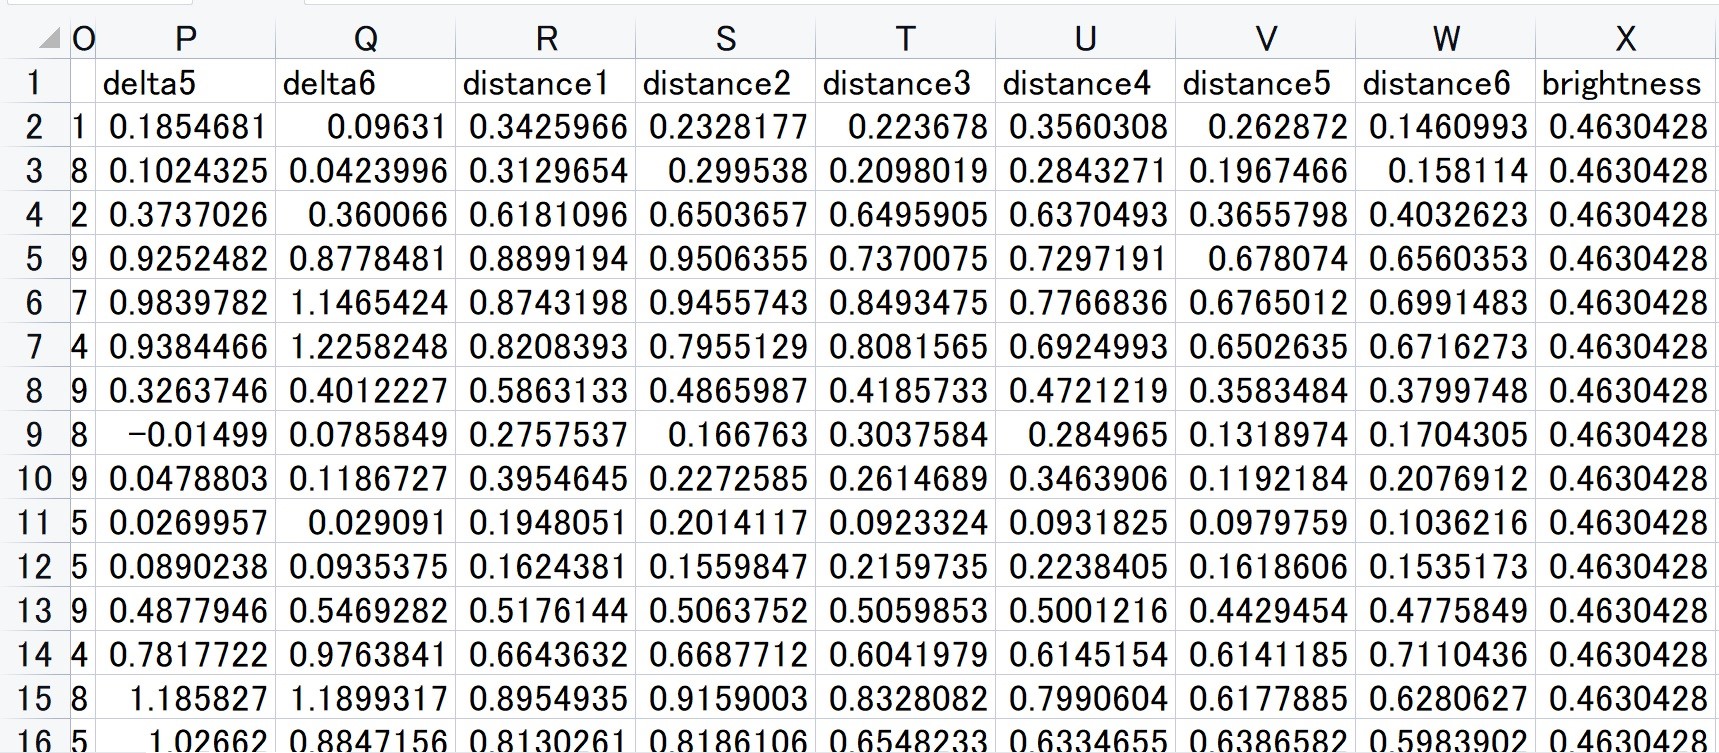 O P Q R S T U V W X
1 delta5 delta6 distance1 distance2 distance3 distance4 distance5 distance6 brightness
2 1 0.1854681 0.09631 0.3425966 0.2328177 0.223678 0.3560308 0.262872 0.1460993 0.4630428
3 8 0.1024325 0.0423996 0.3129654 0.299538 0.2098019 0.2843271 0.1967466 0.158114 0.4630428
4 2 0.3737026 0.360066 0.6181096 0.6503657 0.6495905 0.6370493 0.3655798 0.4032623 0.4630428
5 9 0.9252482 0.8778481 0.8899194 0.9506355 0.7370075 0.7297191 0.678074 0.6560353 0.4630428
6 7 0.9839782 1.1465424 0.8743198 0.9455743 0.8493475 0.7766836 0.6765012 0.6991483 0.4630428
7 4 0.9384466 1.2258248 0.8208393 0.7955129 0.8081565 0.6924993 0.6502635 0.6716273 0.4630428
8 9 0.3263746 0.4012227 0.5863133 0.4865987 0.4185733 0.4721219 0.3583484 0.3799748 0.4630428
9 8 -0.01499 0.0785849 0.2757537 0.166763 0.3037584 0.284965 0.1318974 0.1704305 0.4630428
10 9 0.0478803 0.1186727 0.3954645 0.2272585 0.2614689 0.3463906 0.1192184 0.2076912 0.4630428
11 5 0.0269957 0.029091 0.1948051 0.2014117 0.0923324 0.0931825 0.0979759 0.1036216 0.4630428
12 5 0.0890238 0.0935375 0.1624381 0.1559847 0.2159735 0.2238405 0.1618606 0.1535173 0.4630428
13 9 0.4877946 0.5469282 0.5176144 0.5063752 0.5059853 0.5001216 0.4429454 0.4775849 0.4630428
14 4 0.7817722 0.9763841 0.6643632 0.6687712 0.6041979 0.6145154 0.6141185 0.7110436 0.4630428
15 8 1.185827 1.1899317 0.8954935 0.9159003 0.8328082 0.7990604 0.6177885 0.6280627 0.4630428
16 5 1.02662 0.8847156 0.8130261 0.8186106 0.6548233 0.6334655 0.6386582 0.5983902 0.4630428